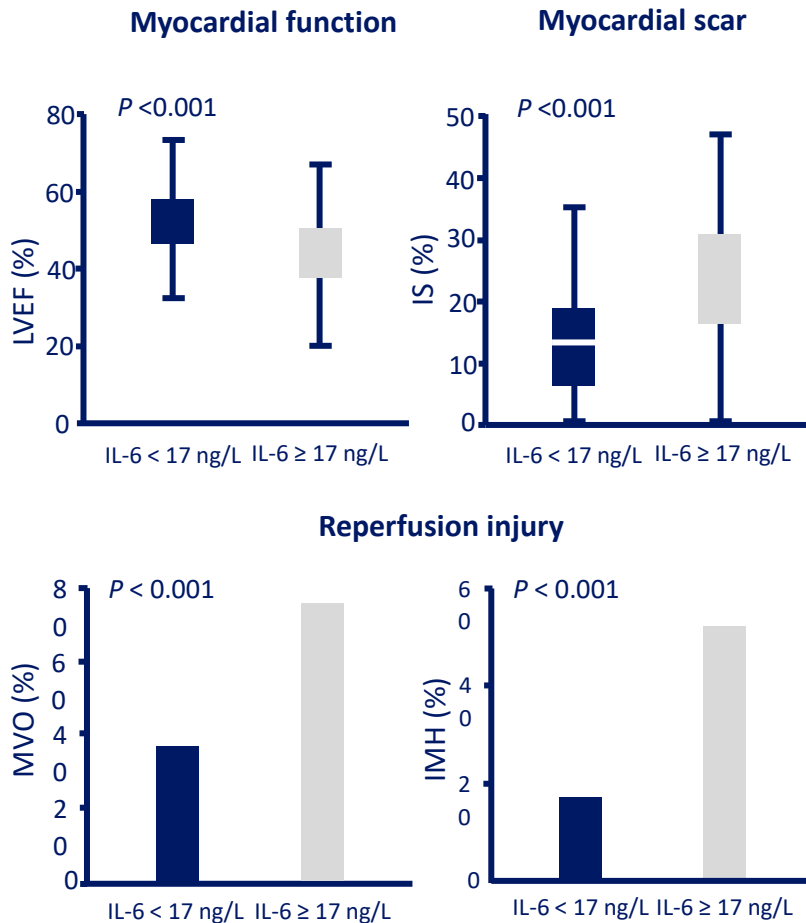 Myocardial function
P <0.001
LVEF (%)
80
60
40
20
0
IL-6 < 17 ng/L IL-6 ≥ 17 ng/L
Myocardial scar
P <0.001
IS (%)
50
40
30
20
10
0
IL-6 < 17 ng/L IL-6 ≥ 17 ng/L
Reperfusion injury
P < 0.001
MVO (%)
8
0
6
0
4
0
2
0
0
IL-6 < 17 ng/L IL-6 ≥ 17 ng/L
P < 0.001
IMH (%)
6
0
4
0
2
0
0
IL-6 < 17 ng/L IL-6 ≥ 17 ng/L